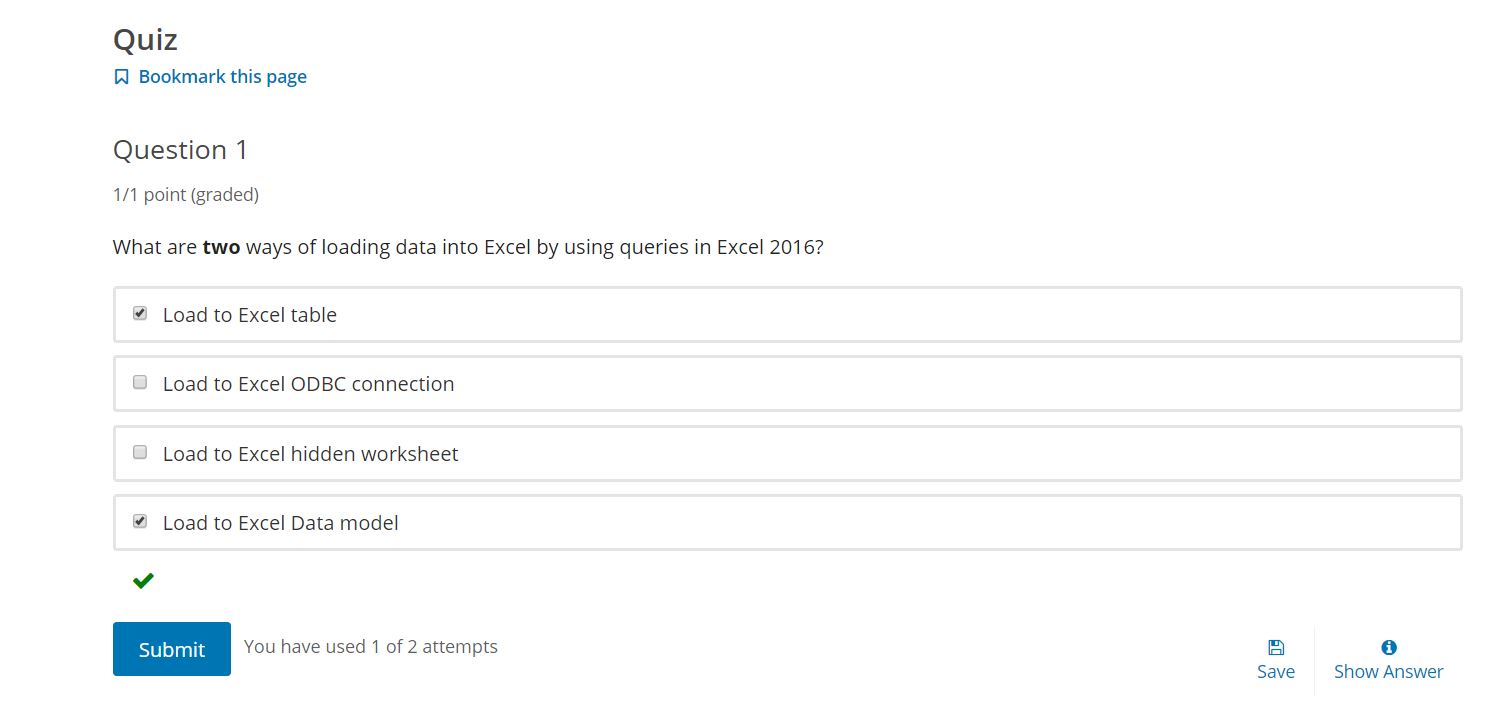 Quiz
Bookmark this page
Question 1
1/1 point (graded)
What are two ways of loading data into Excel by using queries in Excel 2016?
Load to Excel table
Load to Excel ODBC connection
Load to Excel hidden worksheet
Load to Excel Data model
Submit
You have used 1 of 2 attempts
Save
Show Answer